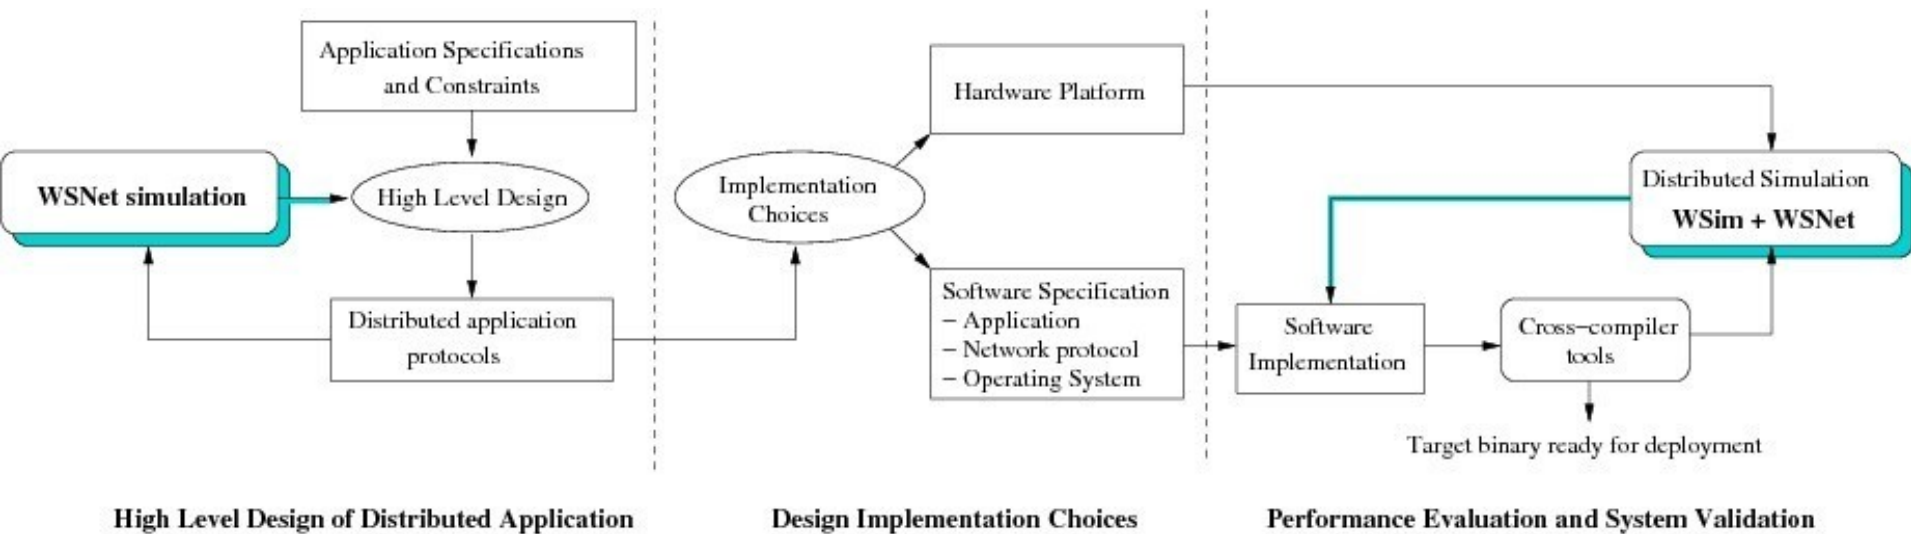 Application Specifications
and Constraints
WSNet simulation
High Level Design
Distributed application
protocols
High Level Design of Distributed Application
Implementation
Choices
Hardware Platform
Software Specification
− Application
− Network protocol
− Operating System
Design Implementation Choices
Distributed Simulation
WSim + WSNet
Software
Implementation
Cross−compiler
tools
Target binary ready for deployment
Performance Evaluation and System Validation